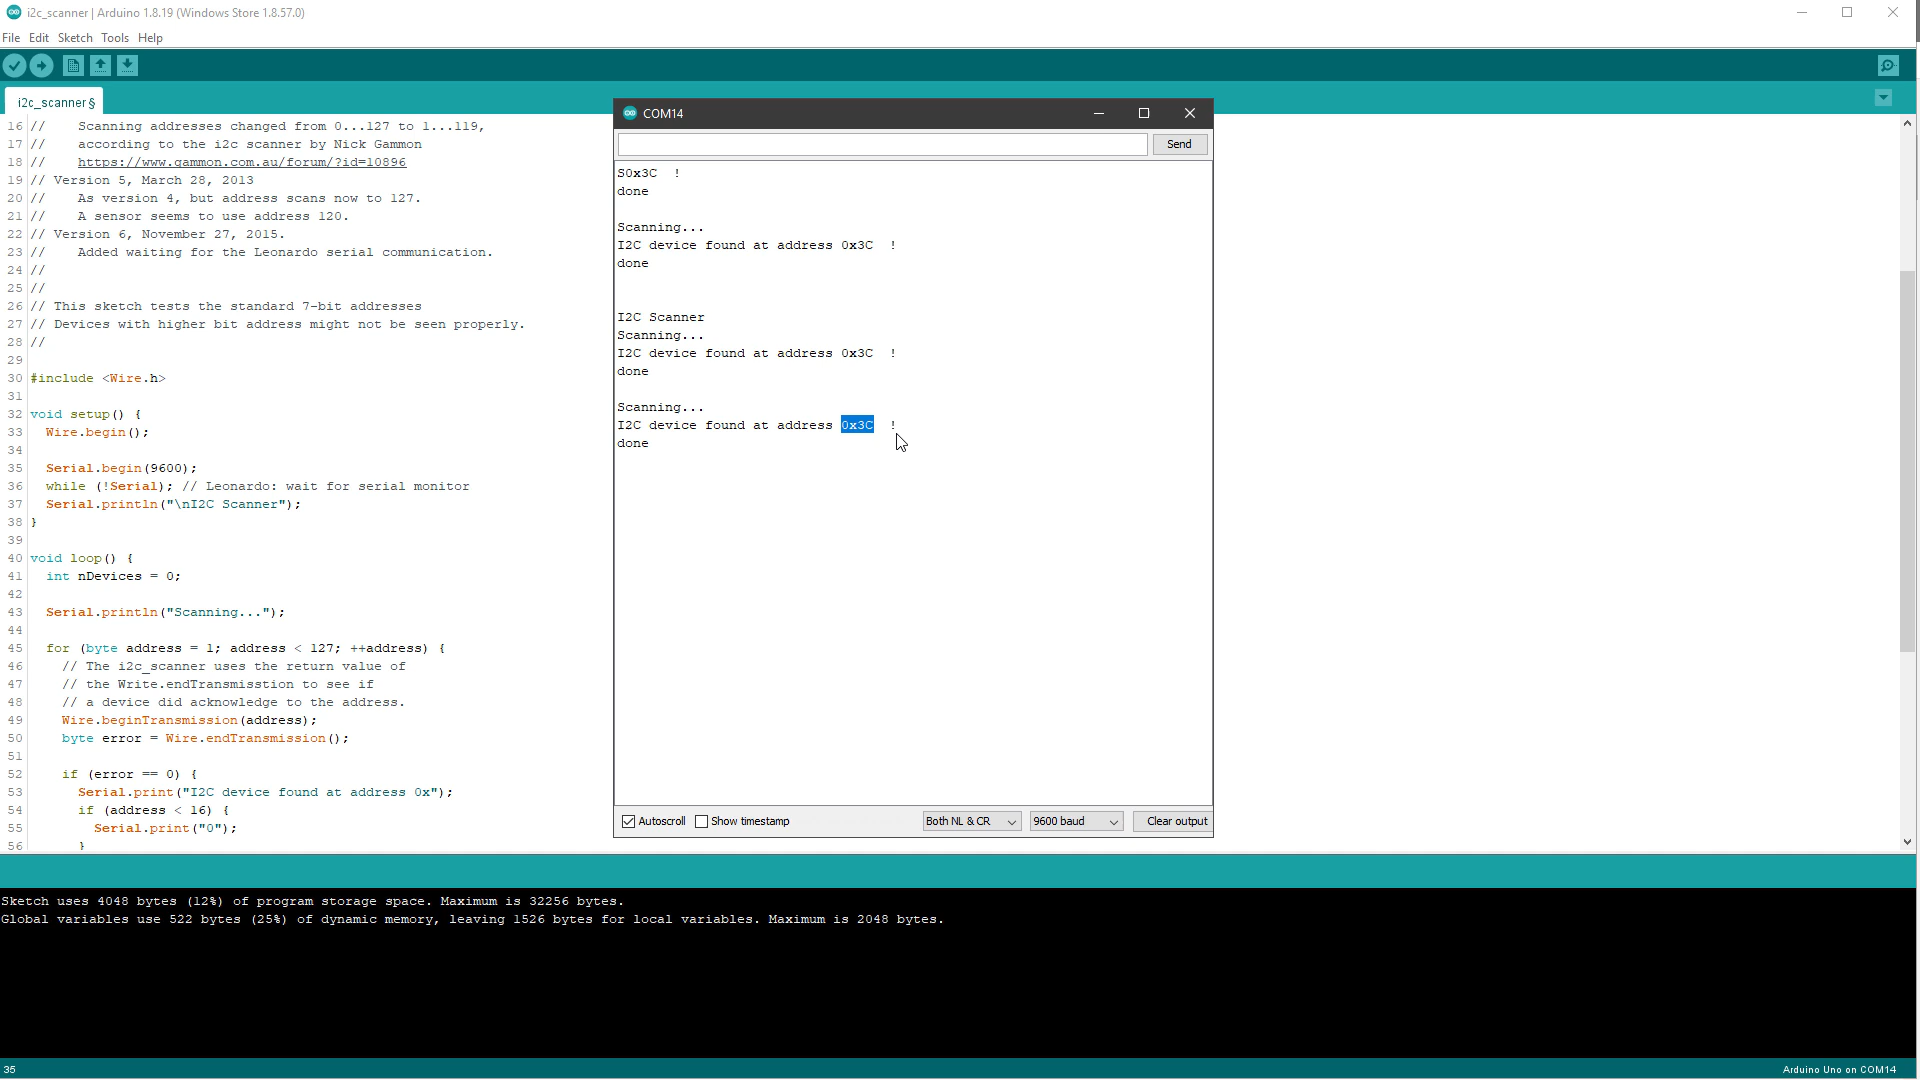 i2c_scanner | Arduino 1.8.19 (Windows Store 1.8.57.0)
File Edit Sketch Tools Help
i2c_scanner §
16 // Scanning addresses changed from 0...127 to 1...119,
17 // according to the i2c scanner by Nick Gammon
18 // https://www.gammon.com.au/forum/?id=10896
19 // Version 5, March 28, 2013
20 // As version 4, but address scans now to 127.
21 // A sensor seems to use address 120.
22 // Version 6, November 27, 2015.
23 // Added waiting for the Leonardo serial communication.
24 //
25 //
26 // This sketch tests the standard 7-bit addresses
27 // Devices with higher bit address might not be seen properly.
28 //
29
30 #include <Wire.h>
31
32 void setup() {
33 Wire.begin();
34
35 Serial.begin(9600);
36 while (!Serial); // Leonardo: wait for serial monitor
37 Serial.println("\nI2C Scanner");
38 }
39
40 void loop() {
41 int nDevices = 0;
42
43 Serial.println("Scanning...");
44
45 for (byte address = 1; address < 127; ++address) {
46 // The i2c_scanner uses the return value of
47 // the Write.endTransmisstion to see if
48 // a device did acknowledge to the address.
49 Wire.beginTransmission(address);
50 byte error = Wire.endTransmission();
51
52 if (error == 0) {
53 Serial.print("I2C device found at address 0x");
54 if (address < 16) {
55 Serial.print("0");
56 }
COM14
Send
S0x3C !
done
Scanning...
I2C device found at address 0x3C !
done
I2C Scanner
Scanning...
I2C device found at address 0x3C !
done
Scanning...
I2C device found at address 0x3C !
done
Autoscroll Show timestamp Both NL & CR 9600 baud Clear output
Sketch uses 4048 bytes (12%) of program storage space. Maximum is 32256 bytes.
Global variables use 522 bytes (25%) of dynamic memory, leaving 1526 bytes for local variables. Maximum is 2048 bytes.
35 Arduino Uno on COM14